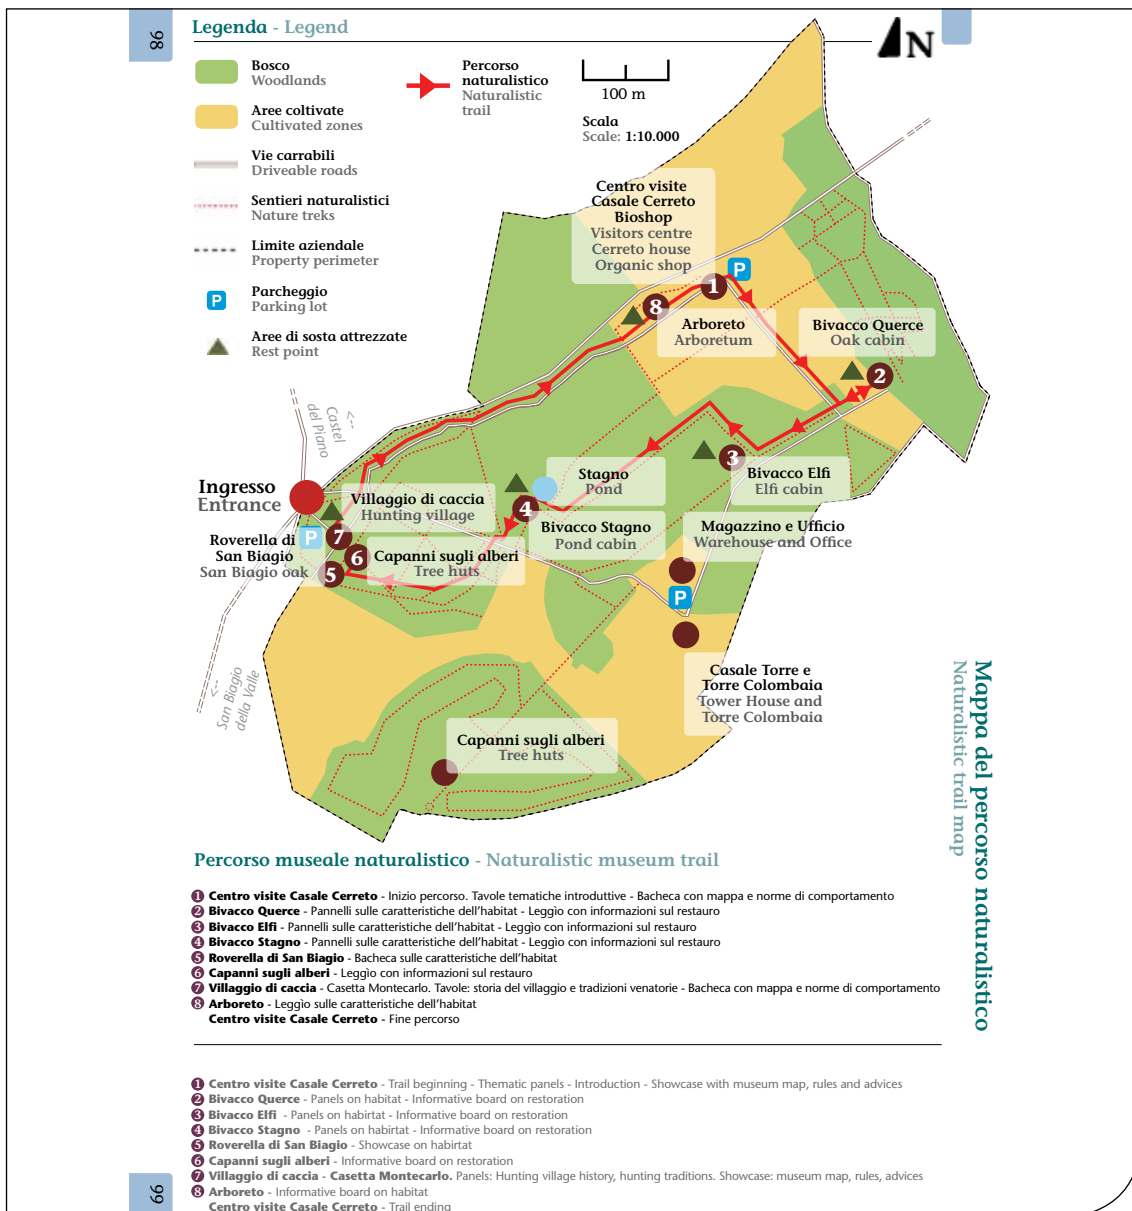 98
Legenda - Legend
N
Bosco
Woodlands
Aree coltivate
Cultivated zones
Vie carrabili
Driveable roads
Sentieri naturalistici
Nature treks
Limite aziendale
Property perimeter
P
Parcheggio
Parking lot
Aree di sosta attrezzate
Rest point
Percorso
naturalistico
Naturalistic
trail
100 m
Scala
Scale: 1:10.000
Centro visite
Casale Cerreto
Bioshop
Visitors centre
Cerreto house
Organic shop
P
1
8
Arboreto
Arboretum
Bivacco Querce
Oak cabin
2
<--
Castel
del Piano
3
Bivacco Elfi
Elfi cabin
Stagno
Pond
Ingresso
Entrance
Villaggio di caccia
Hunting village
4
Bivacco Stagno
Pond cabin
Magazzino e Ufficio
Warehouse and Office
P
7
Roverella di
San Biagio
San Biagio oak
6
5
Capanni sugli alberi
Tree huts
P
<--
San Biagio
della Valle
Casale Torre e
Torre Colombaia
Tower House and
Torre Colombaia
Capanni sugli alberi
Tree huts
Mappa del percorso naturalistico
Naturalistic trail map
Percorso museale naturalistico - Naturalistic museum trail
1 Centro visite Casale Cerreto - Inizio percorso. Tavole tematiche introduttive - Bacheca con mappa e norme di comportamento
2 Bivacco Querce - Pannelli sulle caratteristiche dell'habitat - Leggìo con informazioni sul restauro
3 Bivacco Elfi - Pannelli sulle caratteristiche dell'habitat - Leggìo con informazioni sul restauro
4 Bivacco Stagno - Pannelli sulle caratteristiche dell'habitat - Leggìo con informazioni sul restauro
5 Roverella di San Biagio - Bacheca sulle caratteristiche dell'habitat
6 Capanni sugli alberi - Leggìo con informazioni sul restauro
7 Villaggio di caccia - Casetta Montecarlo. Tavole: storia del villaggio e tradizioni venatorie - Bacheca con mappa e norme di comportamento
8 Arboreto - Leggìo sulle caratteristiche dell'habitat
Centro visite Casale Cerreto - Fine percorso
1 Centro visite Casale Cerreto - Trail beginning - Thematic panels - Introduction - Showcase with museum map, rules and advices
2 Bivacco Querce - Panels on habitat - Informative board on restoration
3 Bivacco Elfi - Panels on habirtat - Informative board on restoration
4 Bivacco Stagno - Panels on habirtat - Informative board on restoration
5 Roverella di San Biagio - Showcase on habirtat
6 Capanni sugli alberi - Informative board on restoration
7 Villaggio di caccia - Casetta Montecarlo. Panels: Hunting village history, hunting traditions. Showcase: museum map, rules, advices
8 Arboreto - Informative board on habitat
Centro visite Casale Cerreto - Trail ending
99